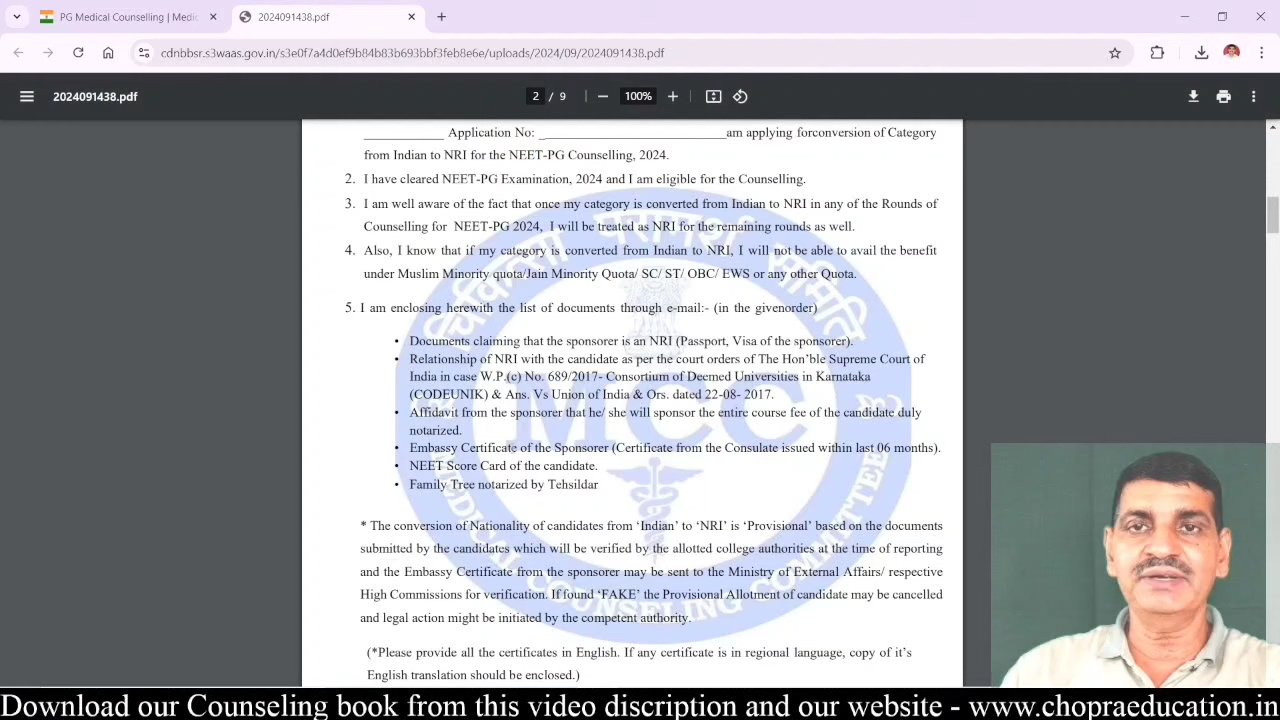 PG Medical Counselling | Medic
2024091438.pdf
cdnbbsr.s3waas.gov.in/s3e0f7a4d0ef9b84b83b693bbf3feb8e6e/uploads/2024/09/2024091438.pdf
2024091438.pdf
2 / 9
100%
____________ Application No: ____________________________am applying forconversion of Category
from Indian to NRI for the NEET-PG Counselling, 2024.
2. I have cleared NEET-PG Examination, 2024 and I am eligible for the Counselling.
3. I am well aware of the fact that once my category is converted from Indian to NRI in any of the Rounds of
Counselling for NEET-PG 2024, I will be treated as NRI for the remaining rounds as well.
4. Also, I know that if my category is converted from Indian to NRI, I will not be able to avail the benefit
under Muslim Minority quota/Jain Minority Quota/ SC/ ST/ OBC/ EWS or any other Quota.
5. I am enclosing herewith the list of documents through e-mail:- (in the givenorder)
• Documents claiming that the sponsorer is an NRI (Passport, Visa of the sponsorer).
• Relationship of NRI with the candidate as per the court orders of The Hon'ble Supreme Court of
India in case W.P.(c) No. 689/2017- Consortium of Deemed Universities in Karnataka
(CODEUNIK) & Ans. Vs Union of India & Ors. dated 22-08- 2017.
• Affidavit from the sponsorer that he/ she will sponsor the entire course fee of the candidate duly
notarized.
• Embassy Certificate of the Sponsorer (Certificate from the Consulate issued within last 06 months).
• NEET Score Card of the candidate.
• Family Tree notarized by Tehsildar
* The conversion of Nationality of candidates from 'Indian' to 'NRI' is 'Provisional' based on the documents
submitted by the candidates which will be verified by the allotted college authorities at the time of reporting
and the Embassy Certificate from the sponsorer may be sent to the Ministry of External Affairs/ respective
High Commissions for verification. If found 'FAKE' the Provisional Allotment of candidate may be cancelled
and legal action might be initiated by the competent authority.
(*Please provide all the certificates in English. If any certificate is in regional language, copy of it's
English translation should be enclosed.)
चिकित्सा परामर्श समिति
MCC
MEDICAL COUNSELING COMMITTEE
Download our Counseling book from this video discription and our website - www.chopraeducation.in